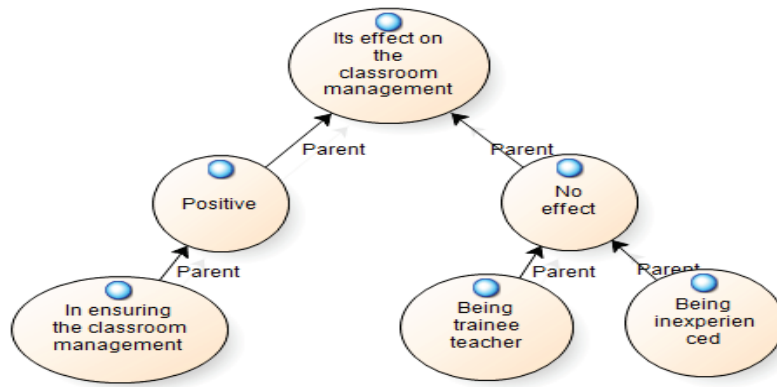 Its effect on
the
classroom
management
Parent
Parent
Positive
No
effect
Parent
Parent
Parent
In ensuring
the classroom
management
Being
trainee
teacher
Being
inexperien
ced